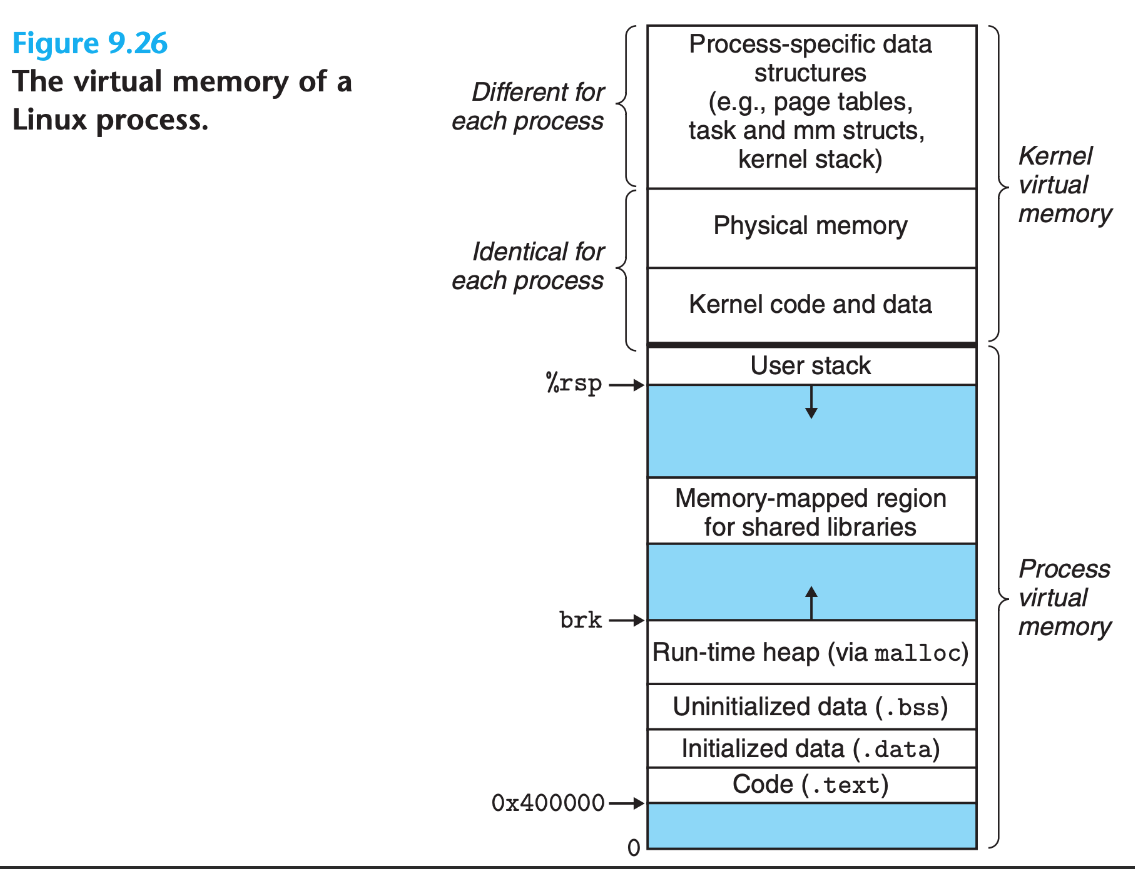 Figure 9.26
The virtual memory of a
Linux process.
Different for
each process
Process-specific data
structures
(e.g., page tables,
task and mm structs,
kernel stack)
Kernel
virtual
memory
Identical for
each process
Physical memory
Kernel code and data
User stack
%rsp
Memory-mapped region
for shared libraries
Process
virtual
memory
brk
Run-time heap (via malloc)
Uninitialized data (.bss)
Initialized data (.data)
Code (.text)
0x400000
0